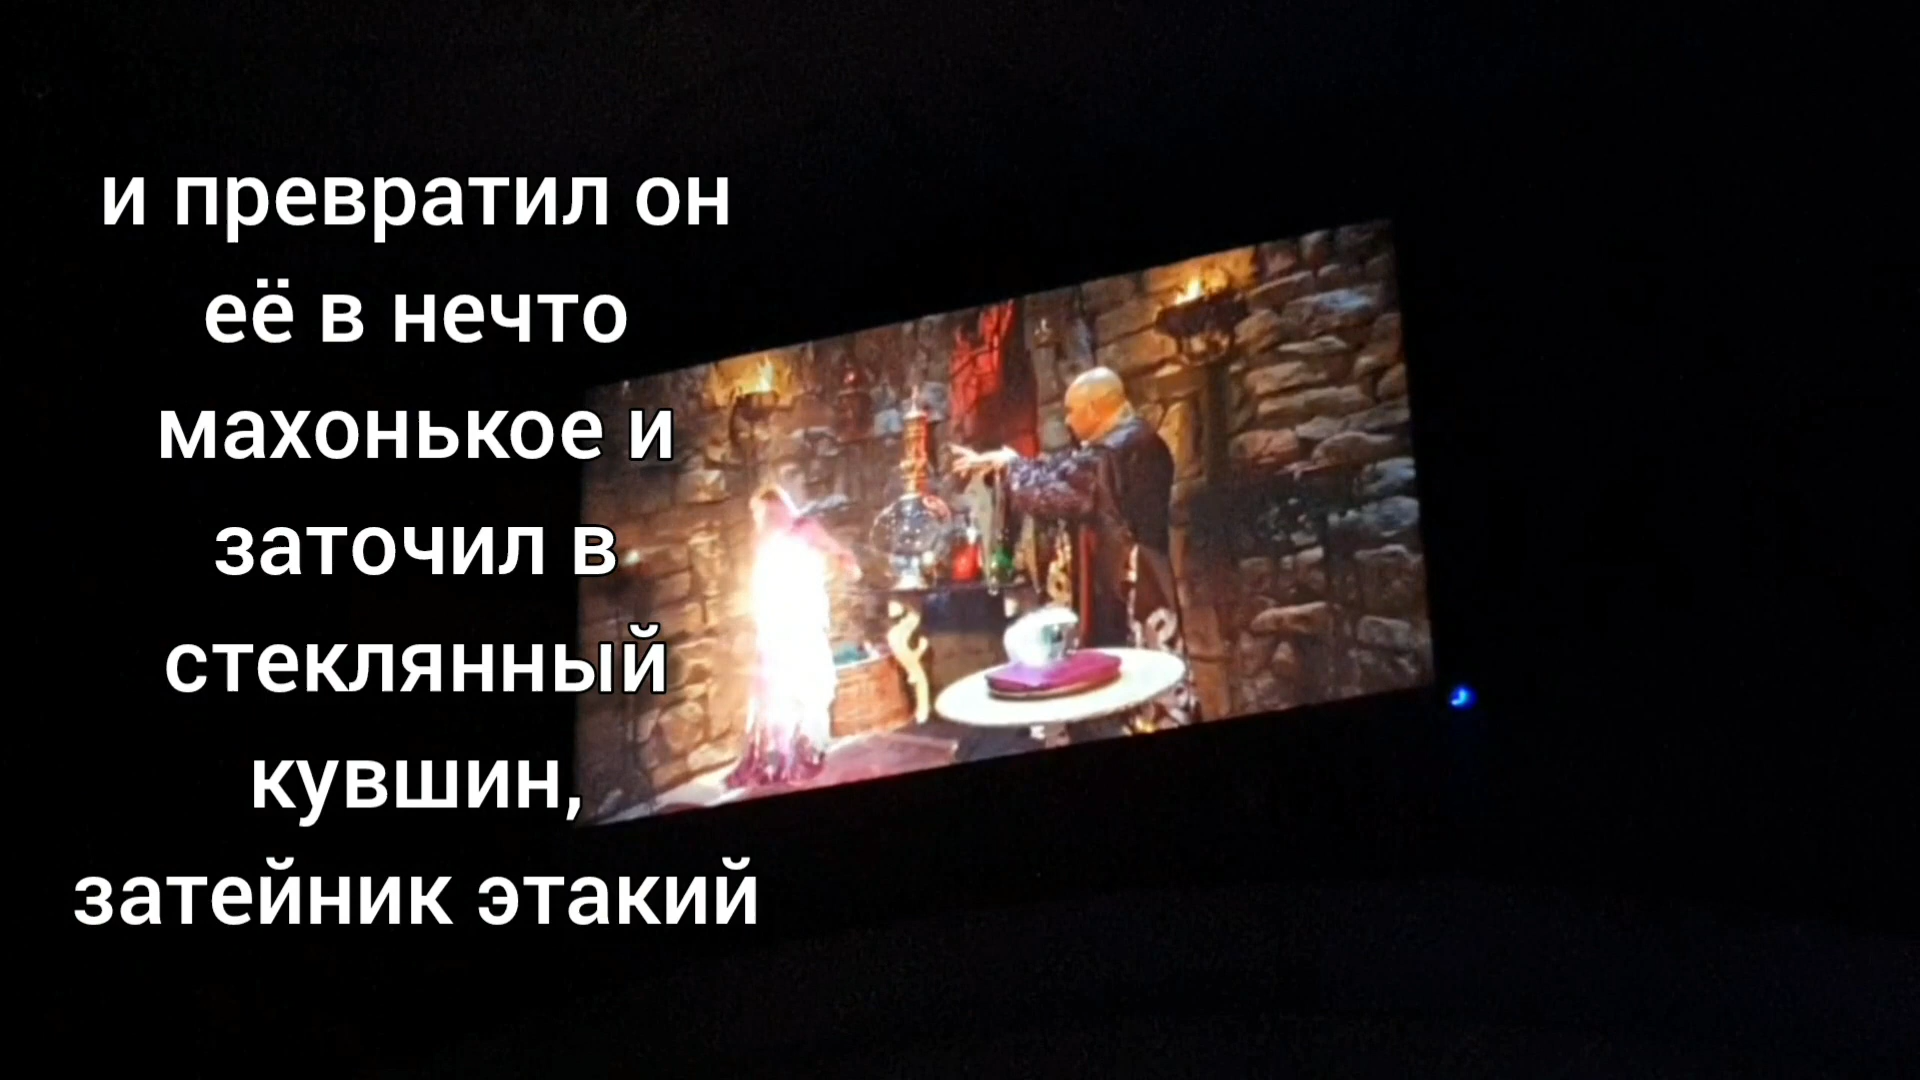 и превратил он
её в нечто
махонькое и
заточил в
стеклянный
кувшин,
затейник этакий